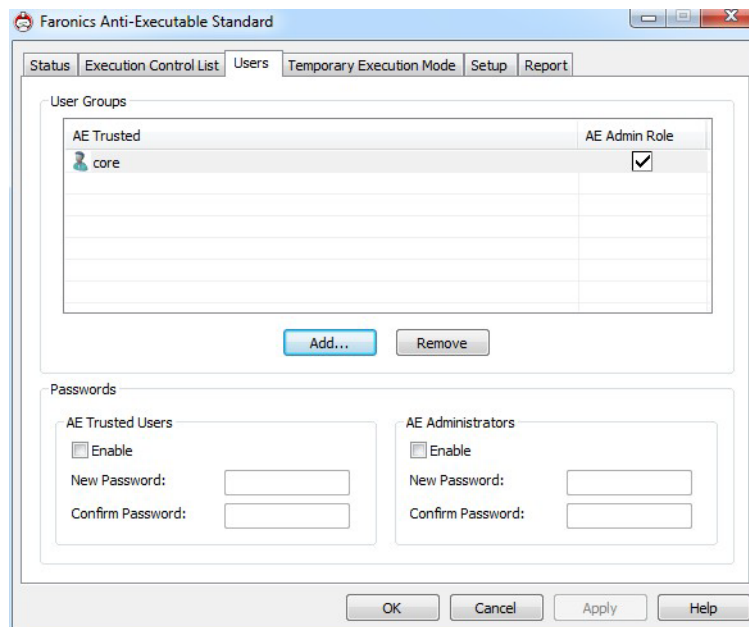 Faronics Anti-Executable Standard
Status Execution Control List Users Temporary Execution Mode Setup Report
User Groups
AE Trusted AE Admin Role
core
Add... Remove
Passwords
AE Trusted Users
Enable
New Password:
Confirm Password:
AE Administrators
Enable
New Password:
Confirm Password:
OK Cancel Apply Help